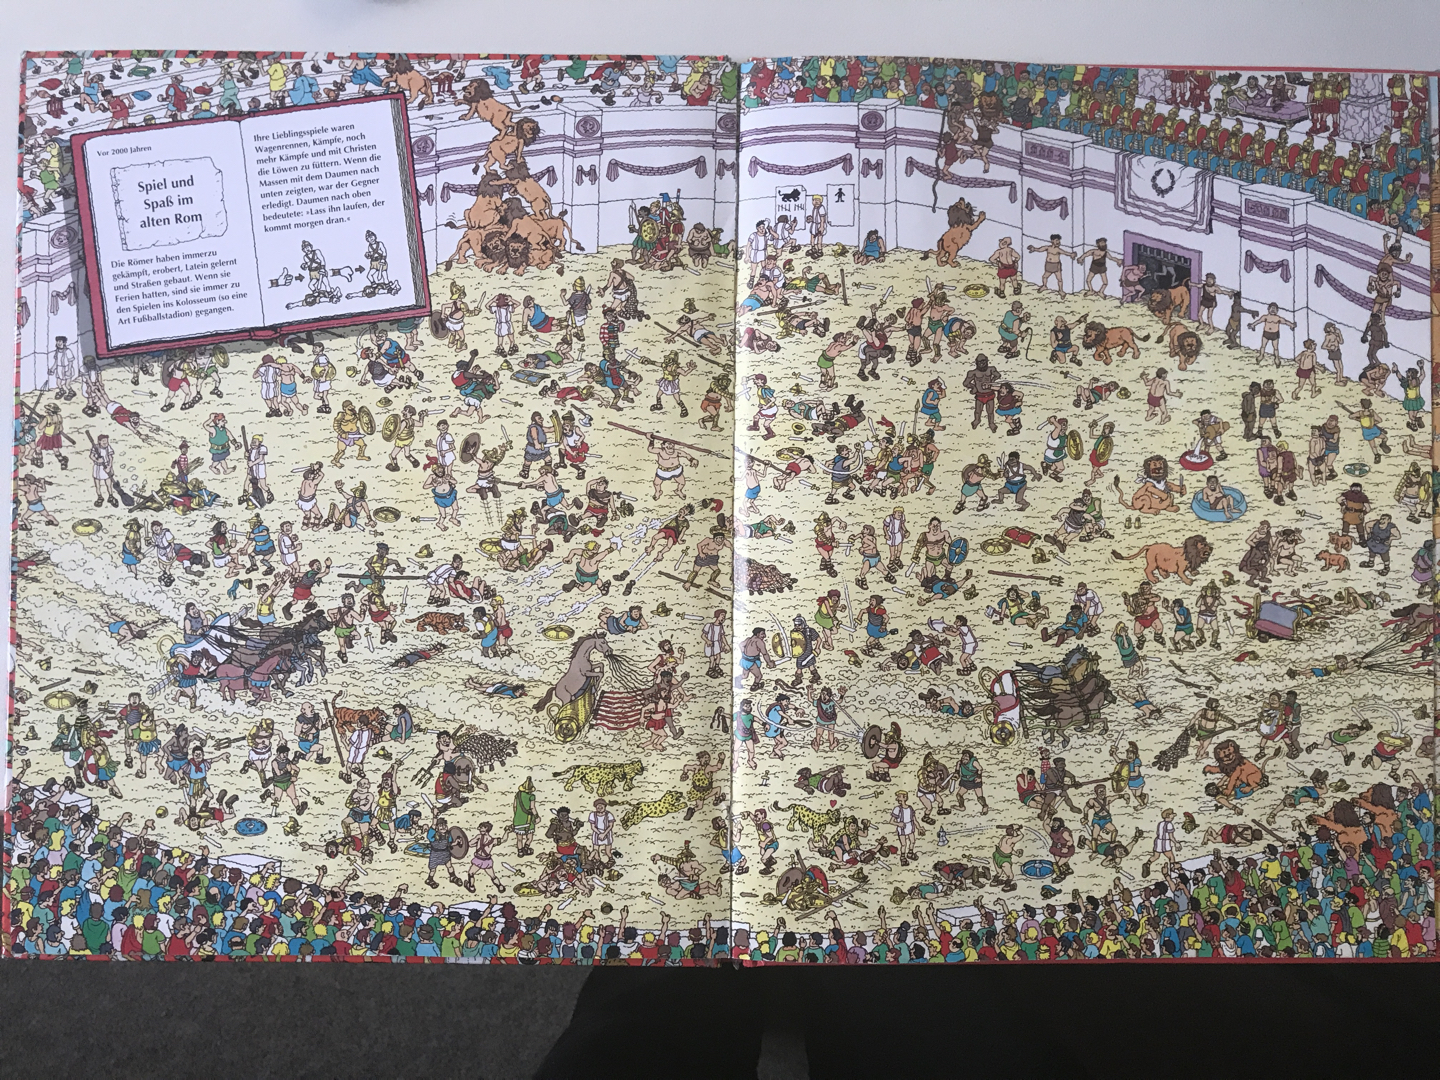 Vor 2000 Jahren
Spiel und
Spaß im
alten Rom
Die Römer haben immerzu
gekämpft, erobert, Latein gelernt
und Straßen gebaut. Wenn sie
Ferien hatten, sind sie immer zu
den Spielen ins Kolosseum (so eine
Art Fußballstadion) gegangen.
Ihre Lieblingsspiele waren
Wagenrennen, Kämpfe, noch
mehr Kämpfe und mit Christen
die Löwen zu füttern. Wenn die
Massen mit dem Daumen nach
unten zeigten, war der Gegner
erledigt. Daumen nach oben
bedeutete: »Lass ihn laufen, der
kommt morgen dran.«